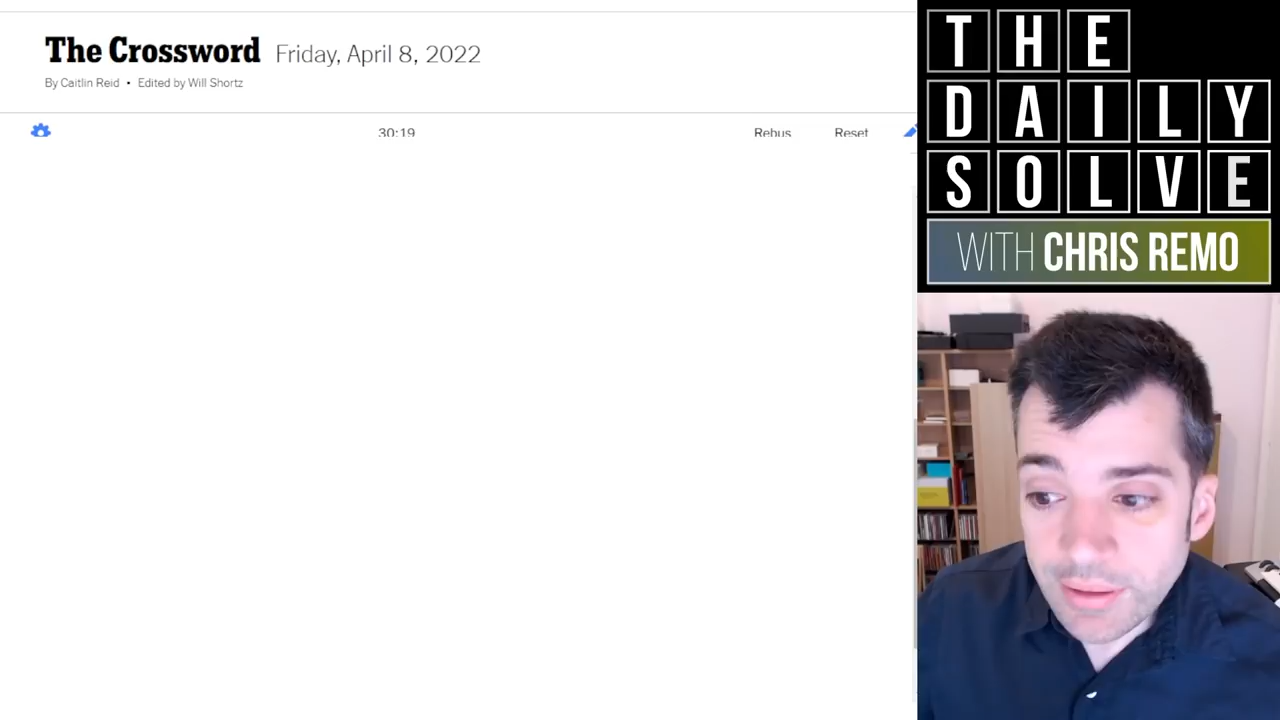 The Crossword Friday, April 8, 2022
By Caitlin Reid • Edited by Will Shortz
30:19 Rebus Reset
THE
DAILY
SOLVE
WITH CHRIS REMO